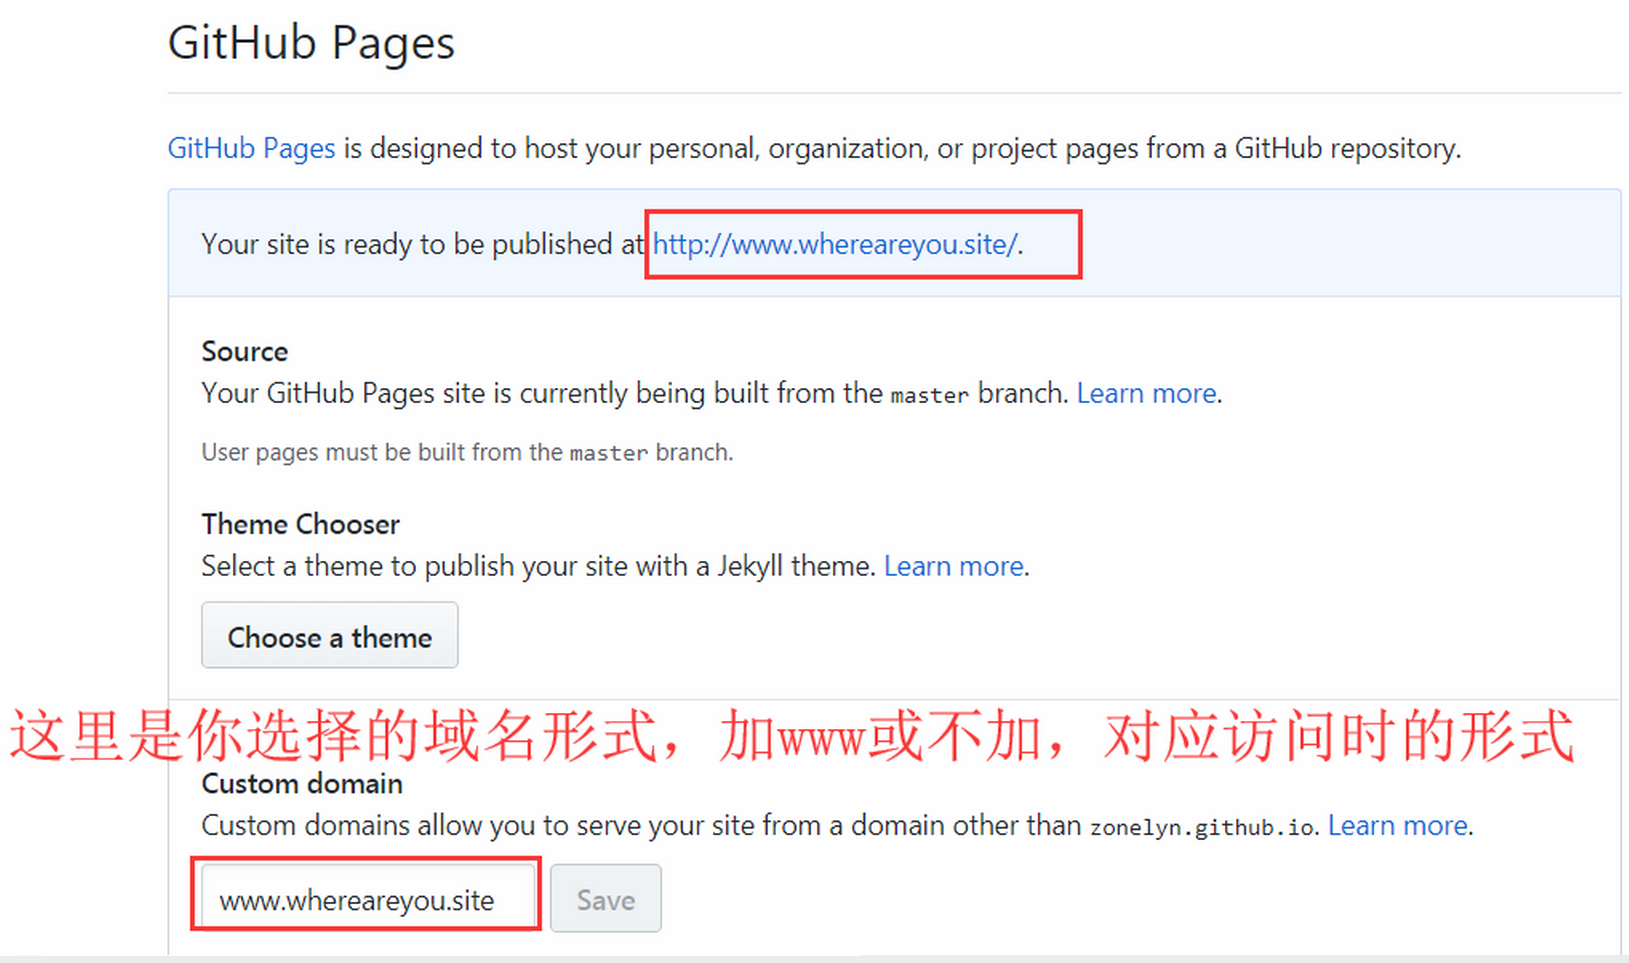 GitHub Pages
GitHub Pages is designed to host your personal, organization, or project pages from a GitHub repository.
Your site is ready to be published at http://www.whereareyou.site/.
Source
Your GitHub Pages site is currently being built from the master branch. Learn more.
User pages must be built from the master branch.
Theme Chooser
Select a theme to publish your site with a Jekyll theme. Learn more.
Choose a theme
这里是你选择的域名形式，加www或不加，对应访问时的形式
Custom domain
Custom domains allow you to serve your site from a domain other than zonelyn.github.io. Learn more.
www.whereareyou.site Save